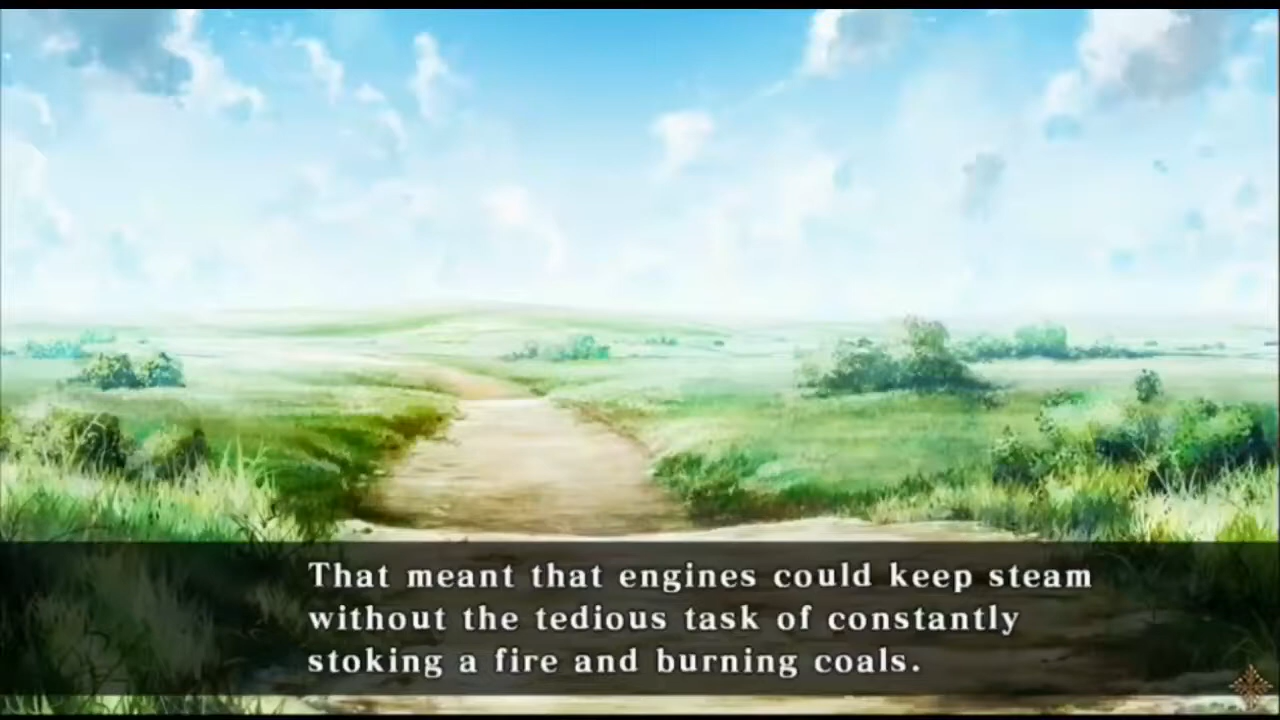 That meant that engines could keep steam
without the tedious task of constantly
stoking a fire and burning coals.